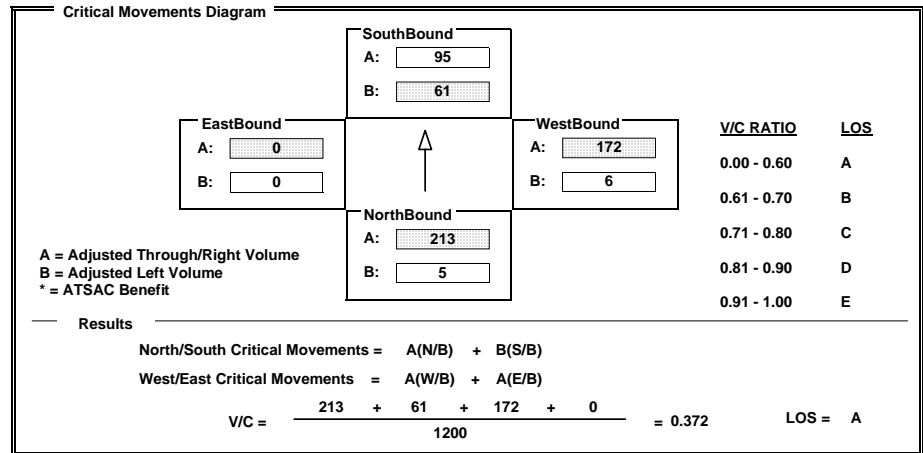 Critical Movements Diagram
SouthBound
A: 95
B: 61
EastBound
A: 0
B: 0
WestBound
A: 172
B: 6
NorthBound
A: 213
B: 5
V/C RATIO LOS
0.00 - 0.60 A
0.61 - 0.70 B
0.71 - 0.80 C
0.81 - 0.90 D
0.91 - 1.00 E
A = Adjusted Through/Right Volume
B = Adjusted Left Volume
* = ATSAC Benefit
Results
North/South Critical Movements = A(N/B) + B(S/B)
West/East Critical Movements = A(W/B) + A(E/B)
V/C = 213 + 61 + 172 + 0 = 0.372 LOS = A
1200